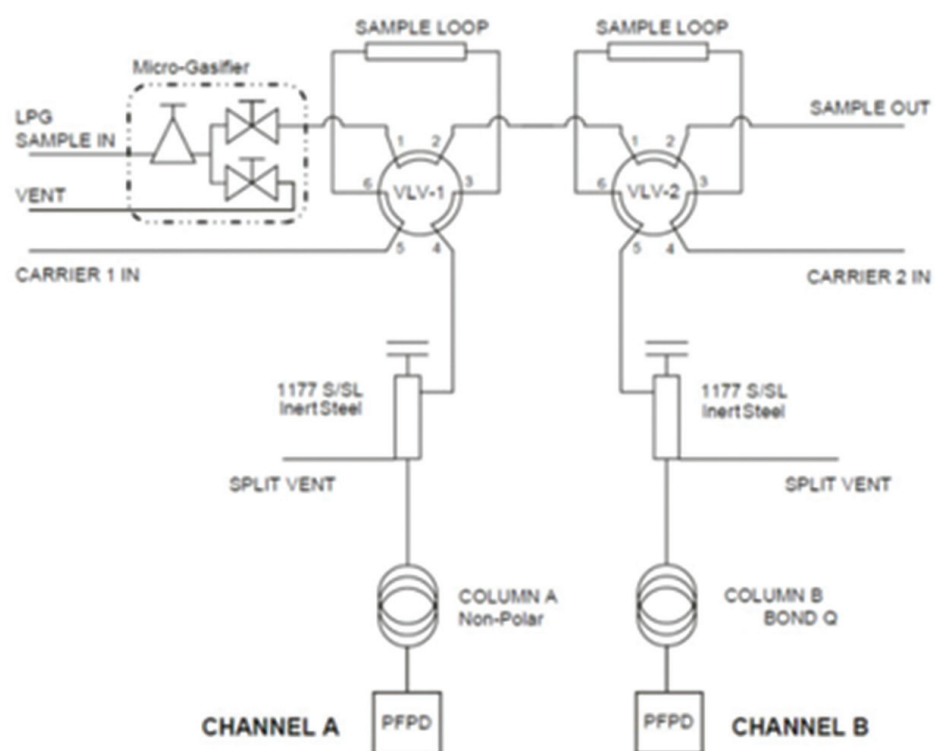 SAMPLE LOOP
SAMPLE LOOP
Micro-Gasifier
LPG
SAMPLE IN
SAMPLE OUT
VENT
1 2
6 VLV-1 3
5 4
1 2
6 VLV-2 3
5 4
CARRIER 1 IN
CARRIER 2 IN
1177 S/SL
Inert Steel
1177 S/SL
Inert Steel
SPLIT VENT
SPLIT VENT
COLUMN A
Non-Polar
COLUMN B
BOND Q
CHANNEL A
PFPD
PFPD
CHANNEL B